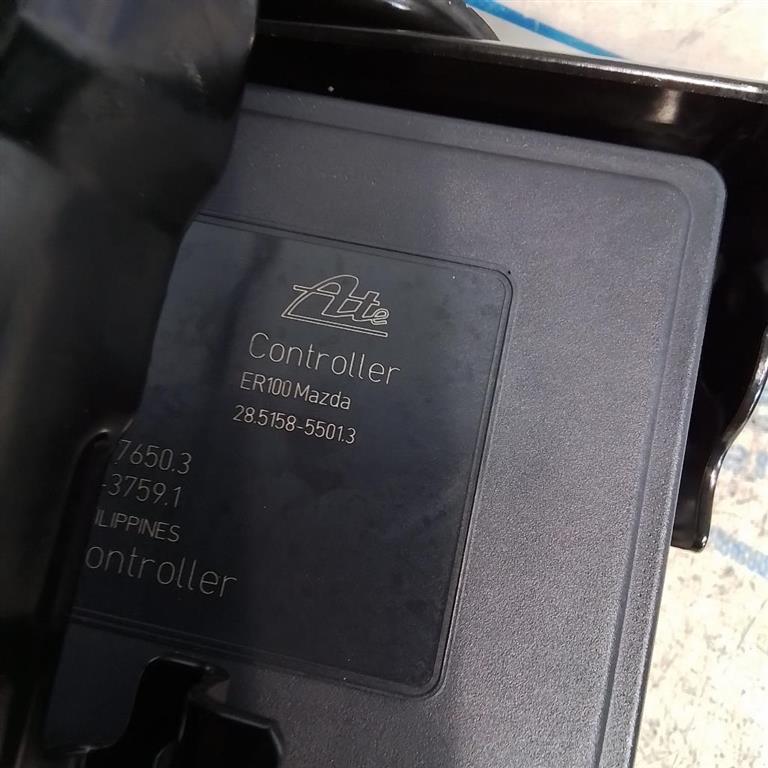 Ate
Controller
ER100 Mazda
28.5158-5501.3
7650.3
-3759.1
ILIPPINES
ontroller